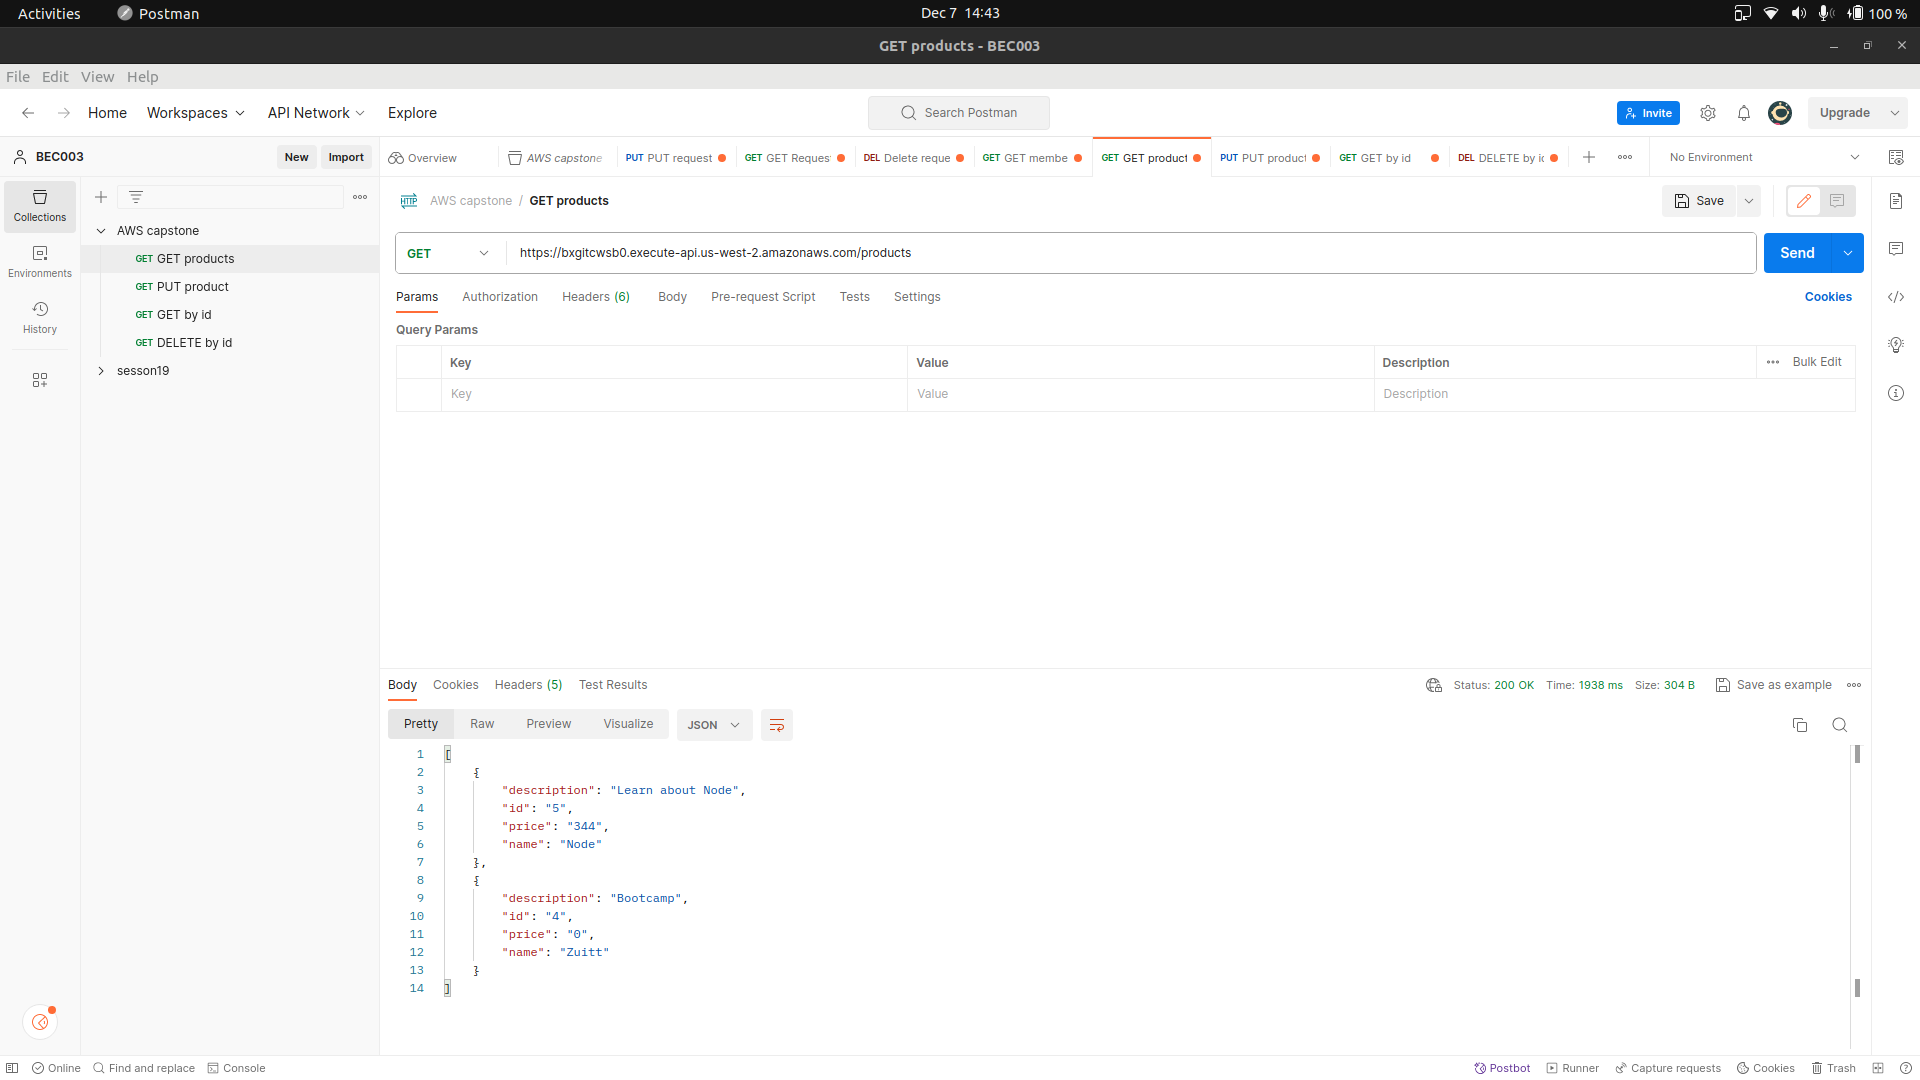 Activities Postman Dec 7 14:43 100 %
GET products - BEC003
File Edit View Help
Home Workspaces API Network Explore Search Postman Invite Upgrade
BEC003 New Import Overview AWS capstone PUT PUT request GET GET Reques DEL Delete reque GET GET membe GET GET product PUT PUT product GET GET by id DEL DELETE by ic No Environment
Collections
Environments
History
AWS capstone
GET GET products
GET PUT product
GET GET by id
GET DELETE by id
sesson19
HTTP AWS capstone / GET products Save
GET https://bxgitcwsb0.execute-api.us-west-2.amazonaws.com/products Send
Params Authorization Headers (6) Body Pre-request Script Tests Settings Cookies
Query Params
Key Value Description Bulk Edit
Key Value Description
Body Cookies Headers (5) Test Results Status: 200 OK Time: 1938 ms Size: 304 B Save as example
Pretty Raw Preview Visualize JSON
1 [
2 {
3 "description": "Learn about Node",
4 "id": "5",
5 "price": "344",
6 "name": "Node"
7 },
8 {
9 "description": "Bootcamp",
10 "id": "4",
11 "price": "0",
12 "name": "Zuitt"
13 }
14 ]
Online Find and replace Console Postbot Runner Capture requests Cookies Trash